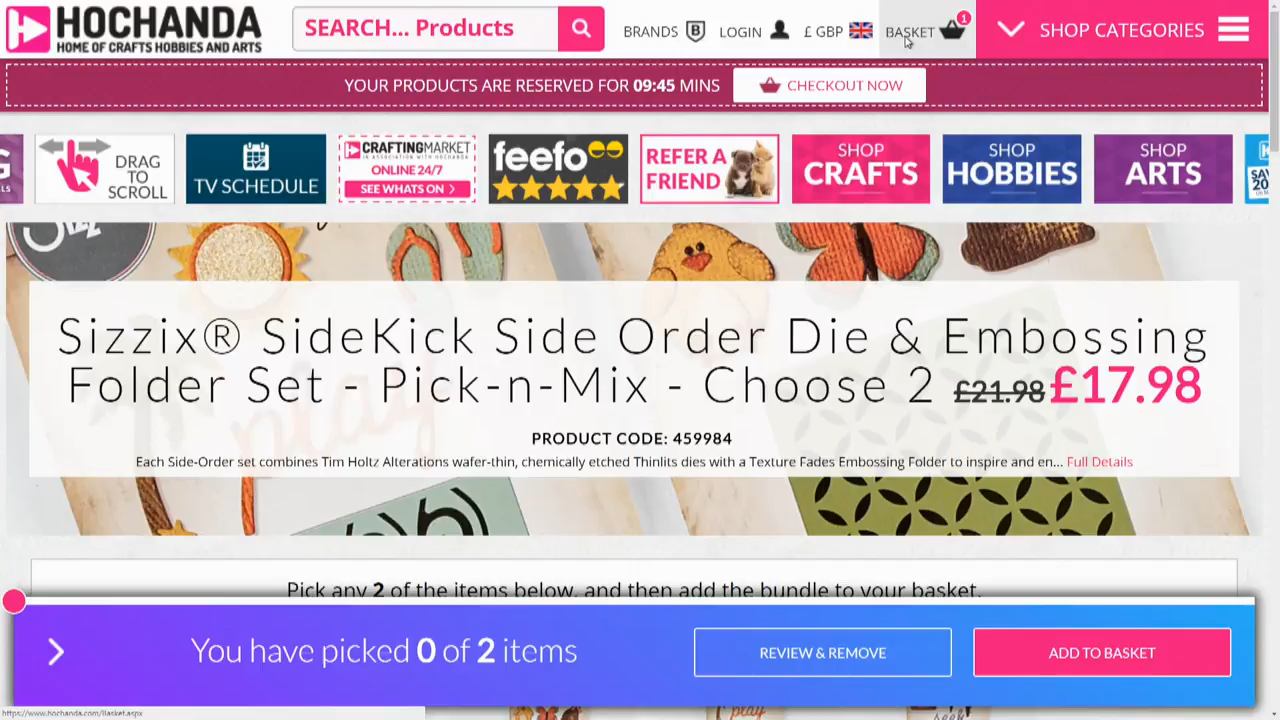 HOCHANDA
HOME OF CRAFTS HOBBIES AND ARTS
SEARCH... Products
BRANDS B
LOGIN
£ GBP
BASKET 1
SHOP CATEGORIES
YOUR PRODUCTS ARE RESERVED FOR 09:45 MINS
CHECKOUT NOW
DRAG
TO
SCROLL
TV SCHEDULE
CRAFTINGMARKET
IN ASSOCIATION WITH HOCHANDA
ONLINE 24/7
SEE WHATS ON >
feefo
REFER A
FRIEND
SHOP
CRAFTS
SHOP
HOBBIES
SHOP
ARTS
Sizzix® SideKick Side Order Die & Embossing
Folder Set - Pick-n-Mix - Choose 2 £21.98 £17.98
PRODUCT CODE: 459984
Each Side-Order set combines Tim Holtz Alterations wafer-thin, chemically etched Thinlits dies with a Texture Fades Embossing Folder to inspire and en... Full Details
Pick any 2 of the items below, and then add the bundle to your basket.
You have picked 0 of 2 items
REVIEW & REMOVE
ADD TO BASKET
https://www.hochanda.com/Basket.aspx
play
seek